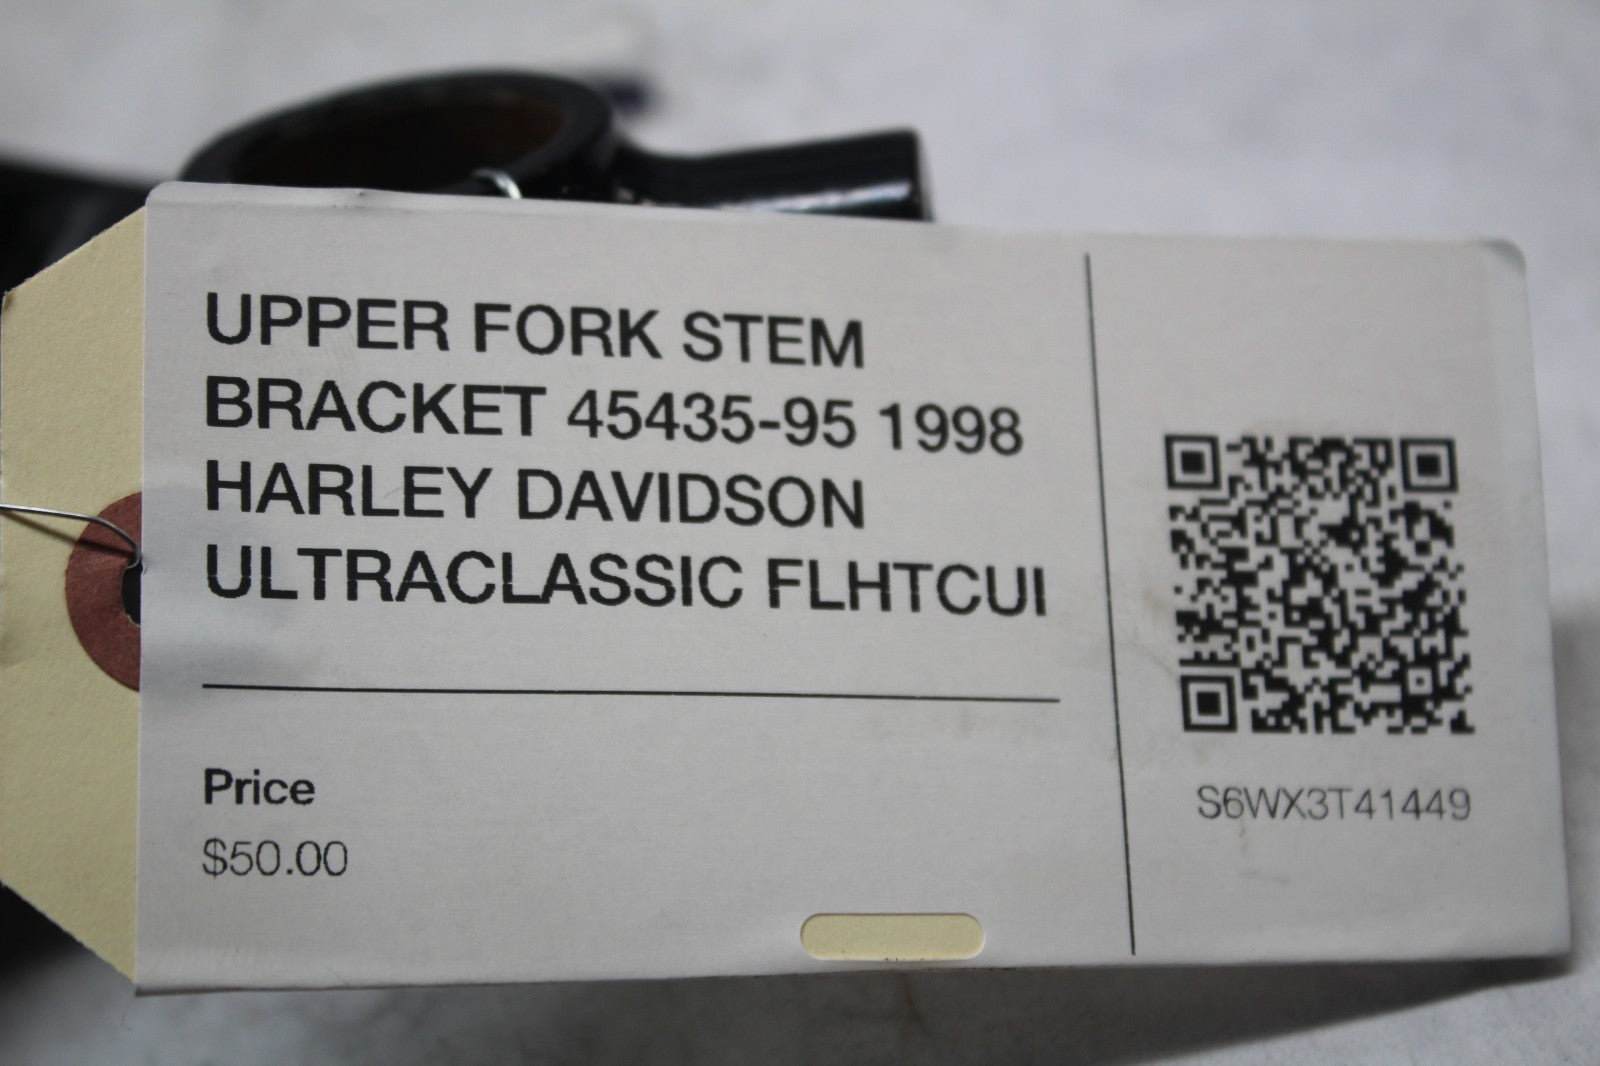 UPPER FORK STEM
BRACKET 45435-95 1998
HARLEY DAVIDSON
ULTRACLASSIC FLHTCUI
Price
$50.00
S6WX3T41449